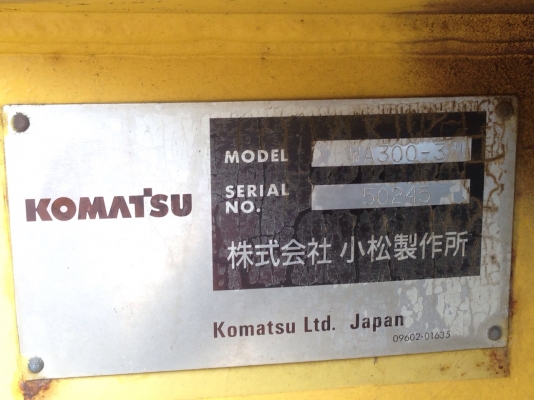 KOMATSU
MODEL WA300-3
SERIAL
NO. 50245
株式会社 小松製作所
Komatsu Ltd. Japan
09602-01635